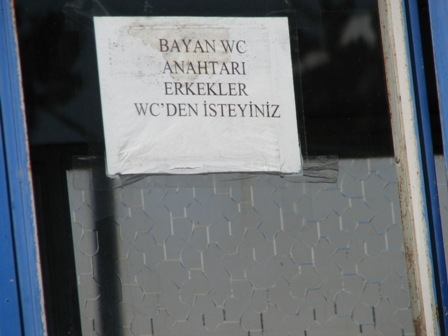 BAYAN WC
ANAHTARI
ERKEKLER
WC'DEN İSTEYİNİZ